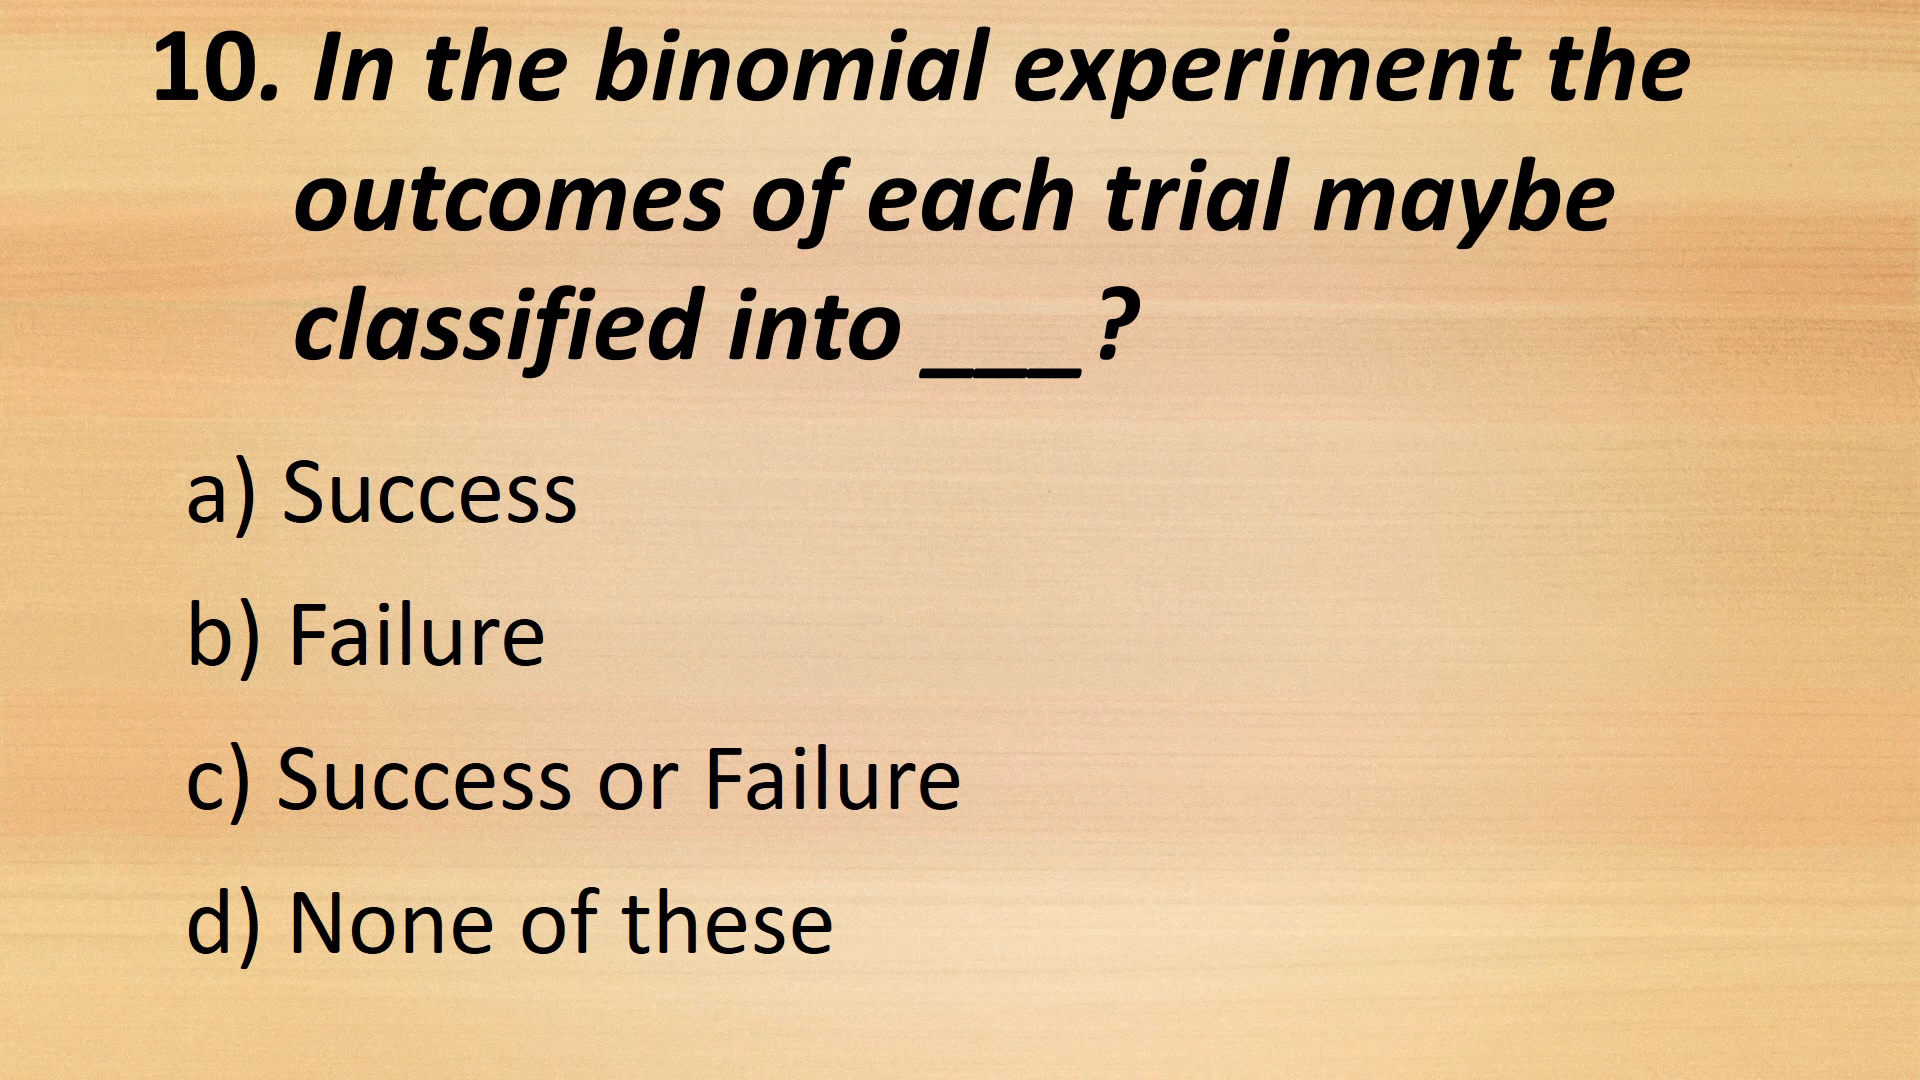 10. In the binomial experiment the
outcomes of each trial maybe
classified into ___?
a) Success
b) Failure
c) Success or Failure
d) None of these